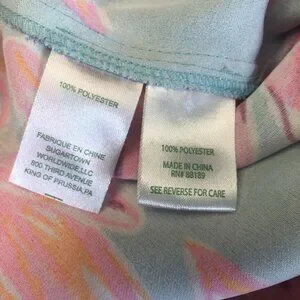 100% POLYESTER
FABRIQUE EN CHINE
SUGARTOWN
WORLDWIDE, LLC
800 THIRD AVENUE
KING OF PRUSSIA, PA
100% POLYESTER
MADE IN CHINA
RN# 88189
SEE REVERSE FOR CARE